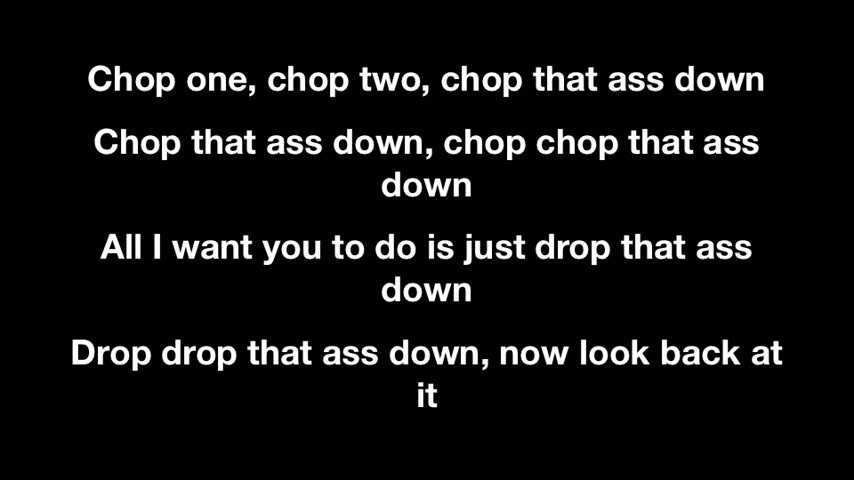 Chop one, chop two, chop that ass down
Chop that ass down, chop chop that ass
down
All I want you to do is just drop that ass
down
Drop drop that ass down, now look back at
it